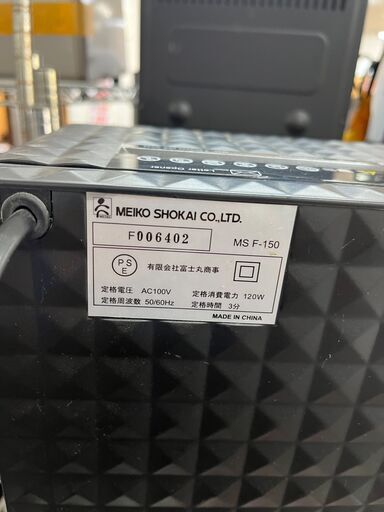 Letter Opener
MEIKO SHOKAI CO.,LTD.
F006402 MS F-150
PSE 有限会社富士丸商事
定格電圧 AC100V 定格消費電力 120W
定格周波数 50/60Hz 定格時間 3分
MADE IN CHINA